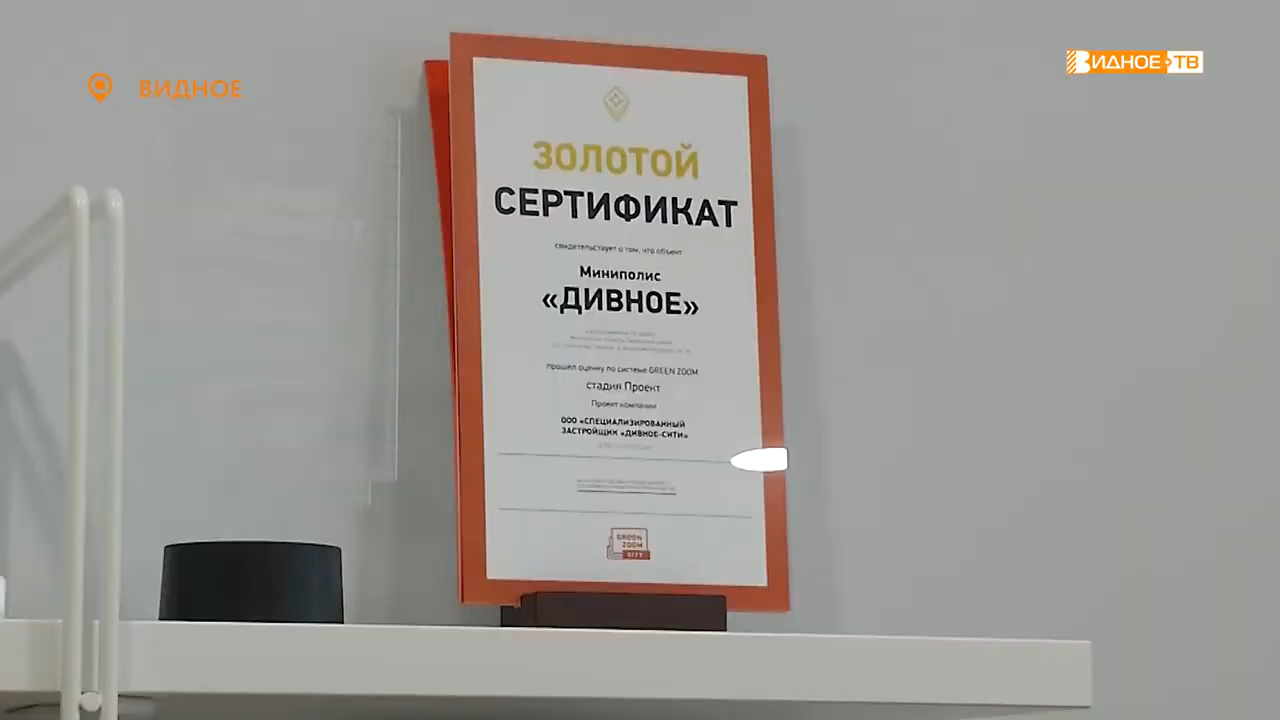 ВИДНОЕ
ВИДНОЕ ТВ
ЗОЛОТОЙ
СЕРТИФИКАТ
свидетельствует о том, что объект
Миниполис
«ДИВНОЕ»
прошел оценку по системе GREEN ZOOM
стадия Проект
Проект компании
ООО «СПЕЦИАЛИЗИРОВАННЫЙ
ЗАСТРОЙЩИК «ДИВНОЕ-СИТИ»
GREEN
ZOOM
CITY